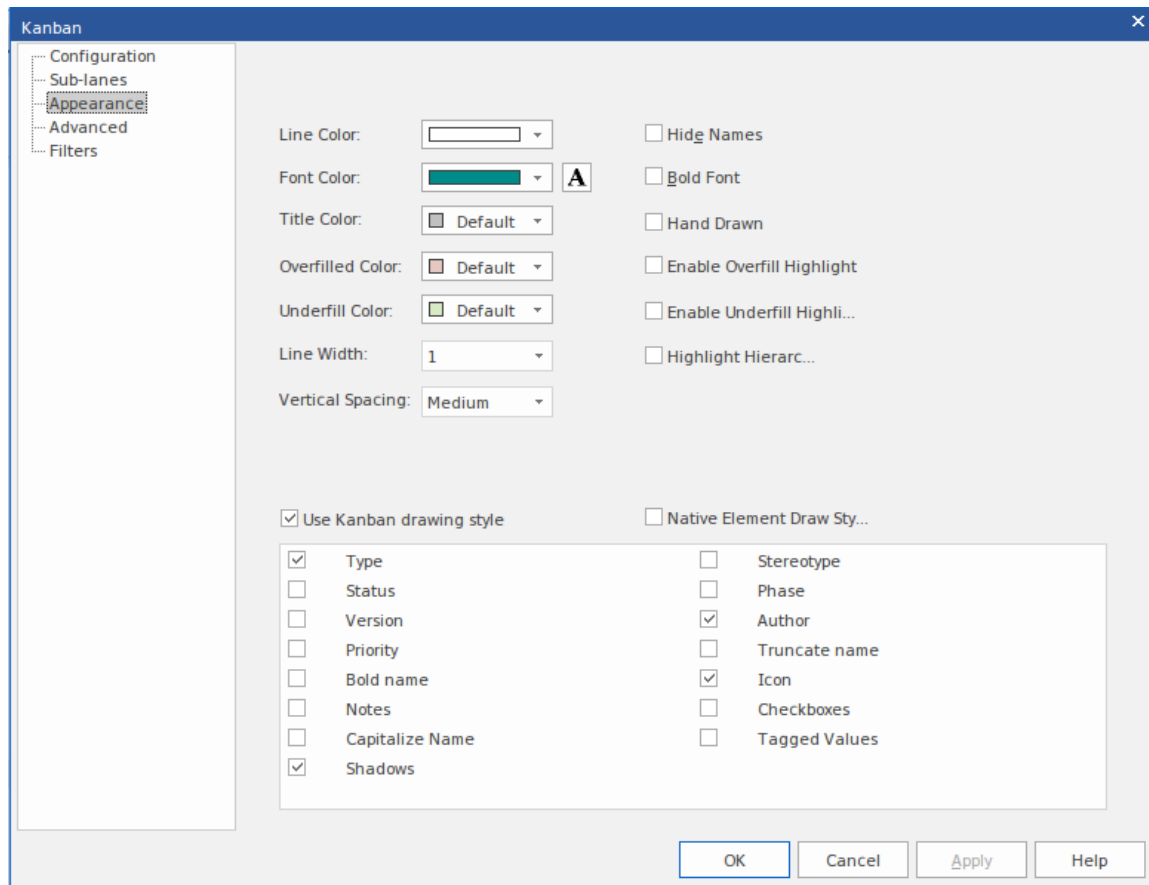 Kanban
Configuration
Sub-lanes
Appearance
Advanced
Filters
Line Color:
Hide Names
Font Color:
A
Bold Font
Title Color:
Default
Hand Drawn
Overfilled Color:
Default
Enable Overfill Highlight
Underfill Color:
Default
Enable Underfill Highli...
Line Width:
1
Highlight Hierarc...
Vertical Spacing:
Medium
Use Kanban drawing style
Native Element Draw Sty...
Type
Stereotype
Status
Phase
Version
Author
Priority
Truncate name
Bold name
Icon
Notes
Checkboxes
Capitalize Name
Tagged Values
Shadows
OK
Cancel
Apply
Help